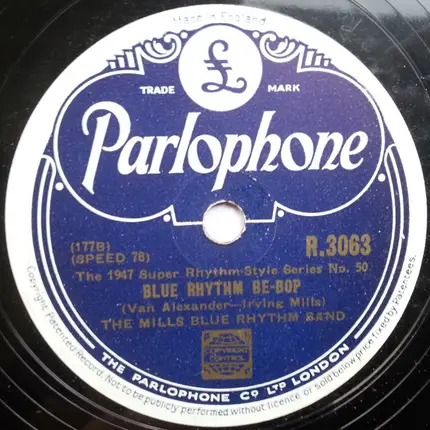 Made in England
£
TRADE MARK
Parlophone
(177B)
(SPEED 78)
R.3063
The 1947 Super Rhythm-Style Series No. 50
BLUE RHYTHM BE-BOP
(Van Alexander—Irving Mills)
THE MILLS BLUE RHYTHM BAND
COPYRIGHT CONTROL
THE PARLOPHONE CO LTD LONDON
Copyright. Patented Record. Not to be publicly performed without licence or sold below price fixed by Patentees.